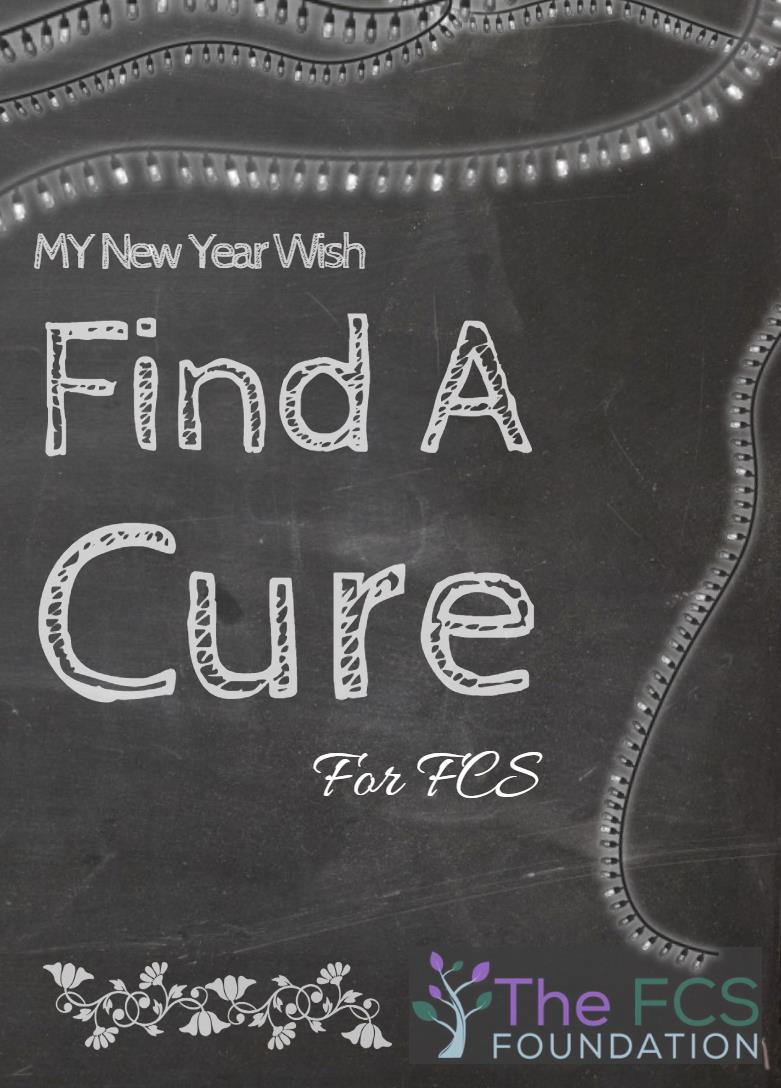 MY New Year Wish
Find A
Cure
For FCS
The FCS
FOUNDATION